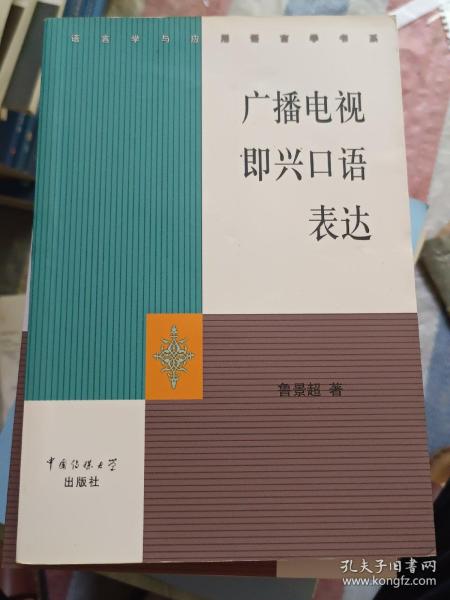 语言学与应用语言学书系
广播电视
即兴口语
表达
鲁景超 著
中国传媒大学
出版社
孔夫子旧书网
www.kongfz.com